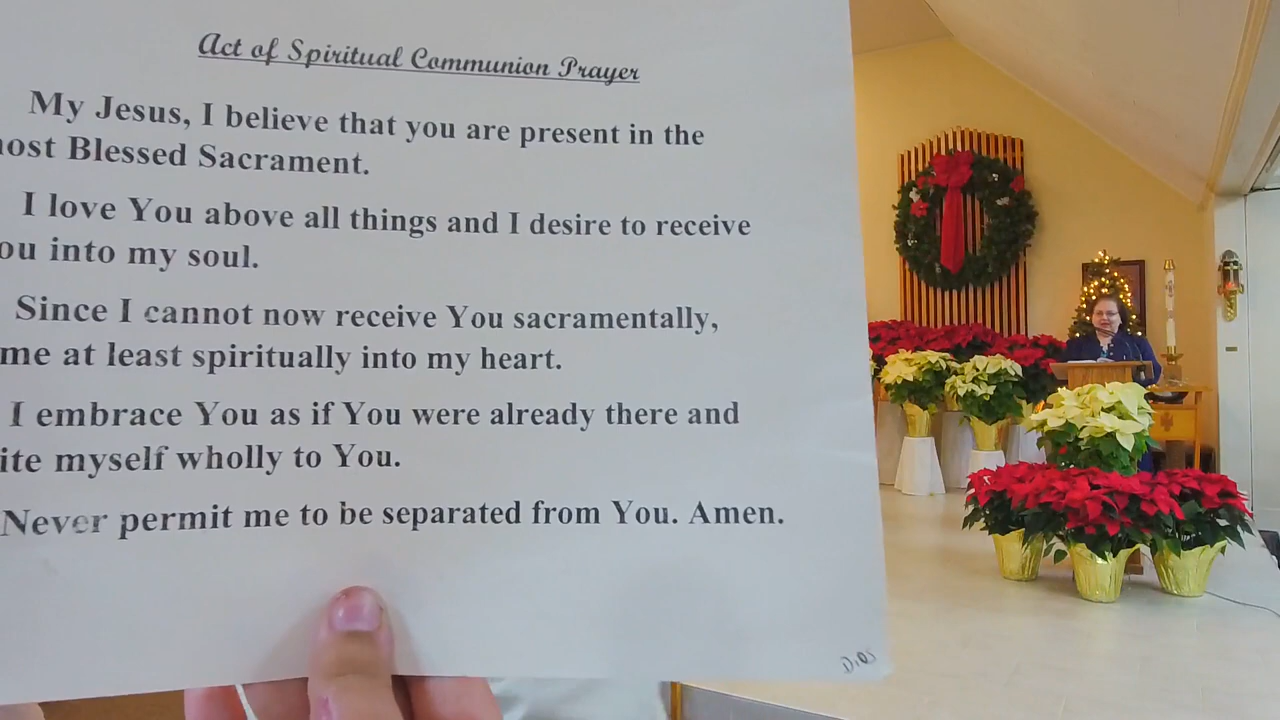 Act of Spiritual Communion Prayer
My Jesus, I believe that you are present in the
ost Blessed Sacrament.
I love You above all things and I desire to receive
ou into my soul.
Since I cannot now receive You sacramentally,
me at least spiritually into my heart.
I embrace You as if You were already there and
ite myself wholly to You.
Never permit me to be separated from You. Amen.